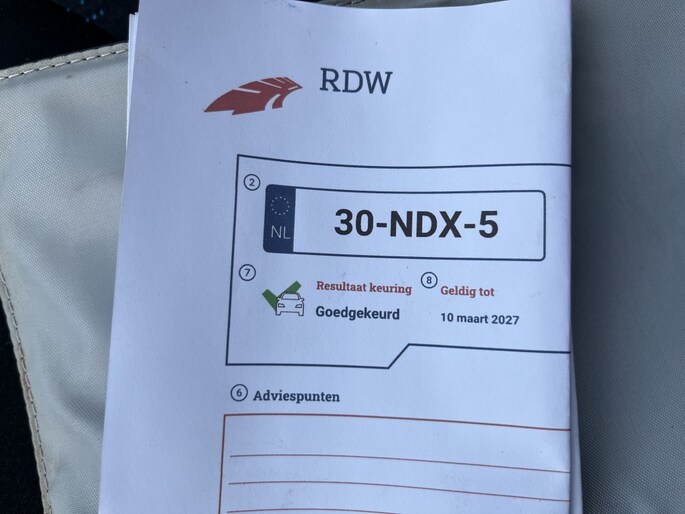 RDW
2
NL 30-NDX-5
7 Resultaat keuring 8 Geldig tot
Goedgekeurd 10 maart 2027
6 Adviespunten